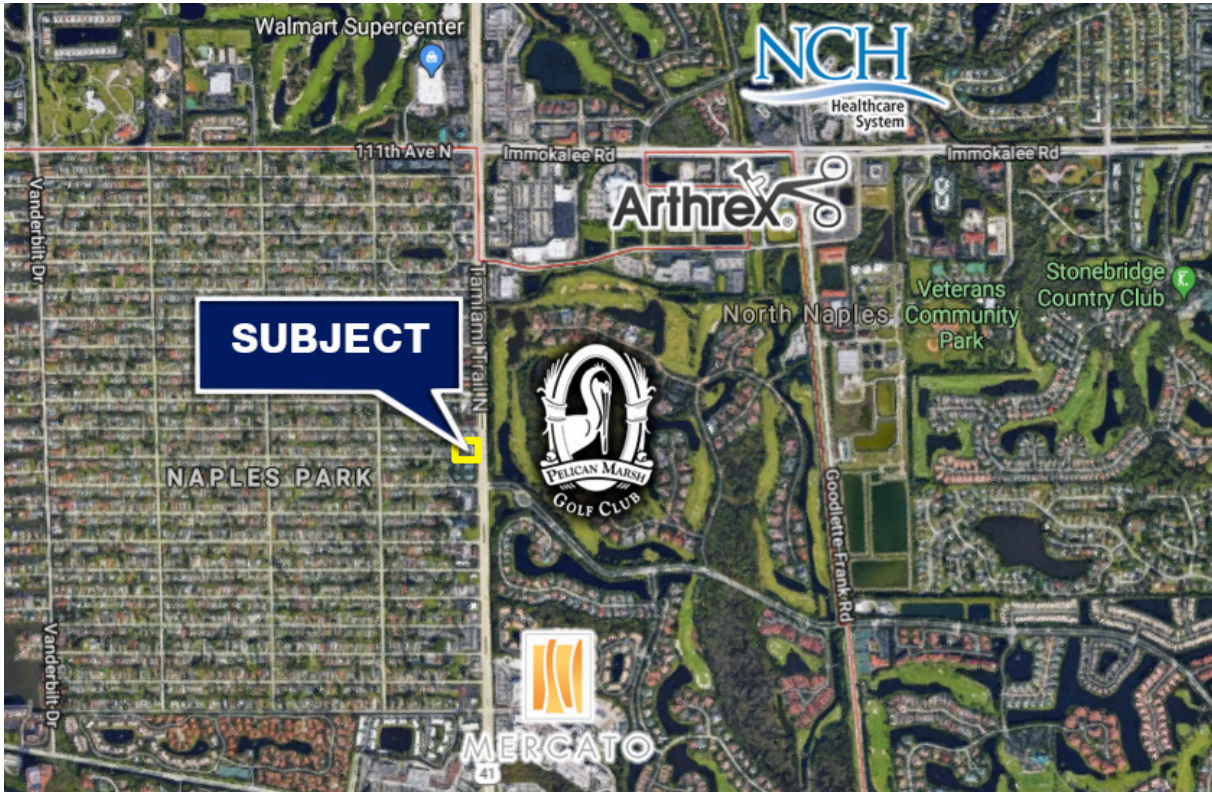 Walmart Supercenter
NCH
Healthcare
System
111th Ave N
Immokalee Rd
Immokalee Rd
Arthrex®
Vanderbilt Dr
Tamiami Trail N
Stonebridge
Country Club
Veterans
Community
Park
North Naples
SUBJECT
PELICAN MARSH
GOLF CLUB
NAPLES PARK
Goodlette-Frank Rd
Vanderbilt Dr
MERCATO
41